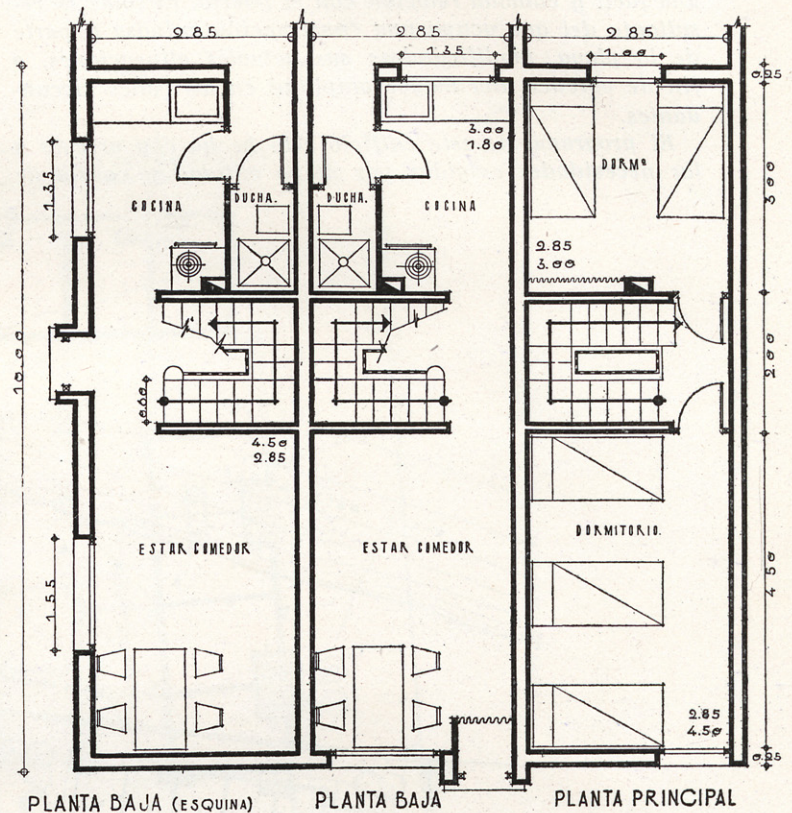 2.85
2.85
2.85
1.35
1.00
0.25
3.00
1.80
DORMº
1.35
COCINA
DUCHA.
DUCHA.
COCINA
3.00
2.85
3.00
10.00
2.00
0.60
4.50
2.85
ESTAR COMEDOR
ESTAR COMEDOR
DORMITORIO.
4.50
1.55
2.85
4.50
0.25
PLANTA BAJA (ESQUINA)
PLANTA BAJA
PLANTA PRINCIPAL